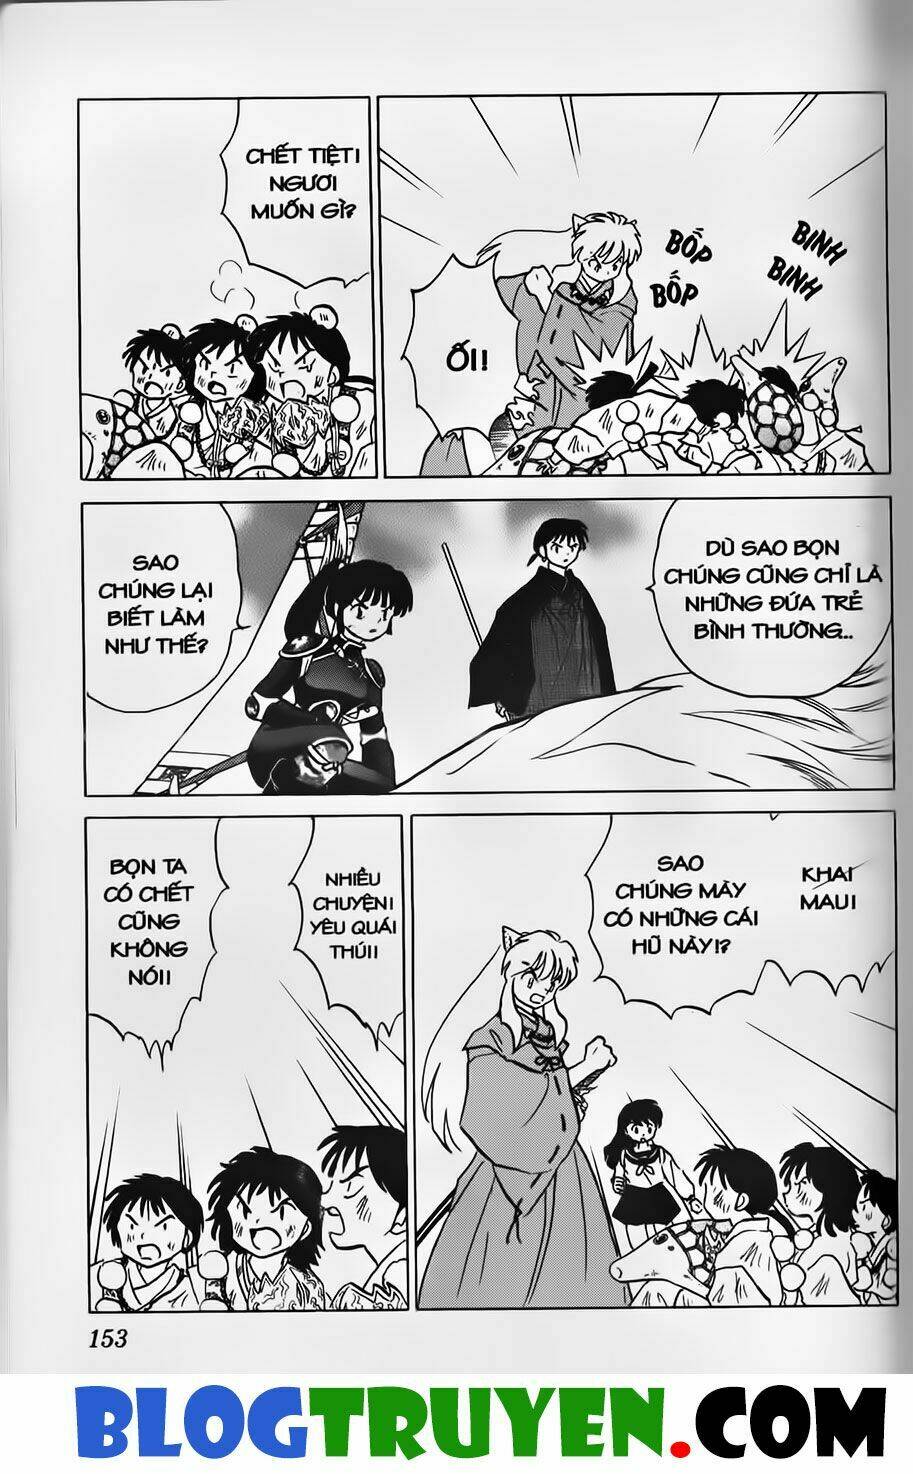 CHẾT TIỆT!
NGƯƠI
MUỐN GÌ?
ỐI!
BỒP
BỐP
BINH
BINH
SAO
CHÚNG LẠI
BIẾT LÀM
NHƯ THẾ?
DÙ SAO BỌN
CHÚNG CŨNG CHỈ LÀ
NHỮNG ĐỨA TRẺ
BÌNH THƯỜNG..
BỌN TA
CÓ CHẾT
CŨNG
KHÔNG
NÓI!
NHIỀU
CHUYỆN!
YÊU QUÁI
THÚ!
SAO
CHÚNG MÀY
CÓ NHỮNG CÁI
HŨ NÀY!?
KHAI
MAU!
153
BLOGTRUYEN.COM